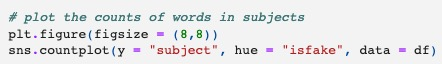 # plot the counts of words in subjects
plt.figure(figsize = (8,8))
sns.countplot(y = "subject", hue = "isfake", data = df)